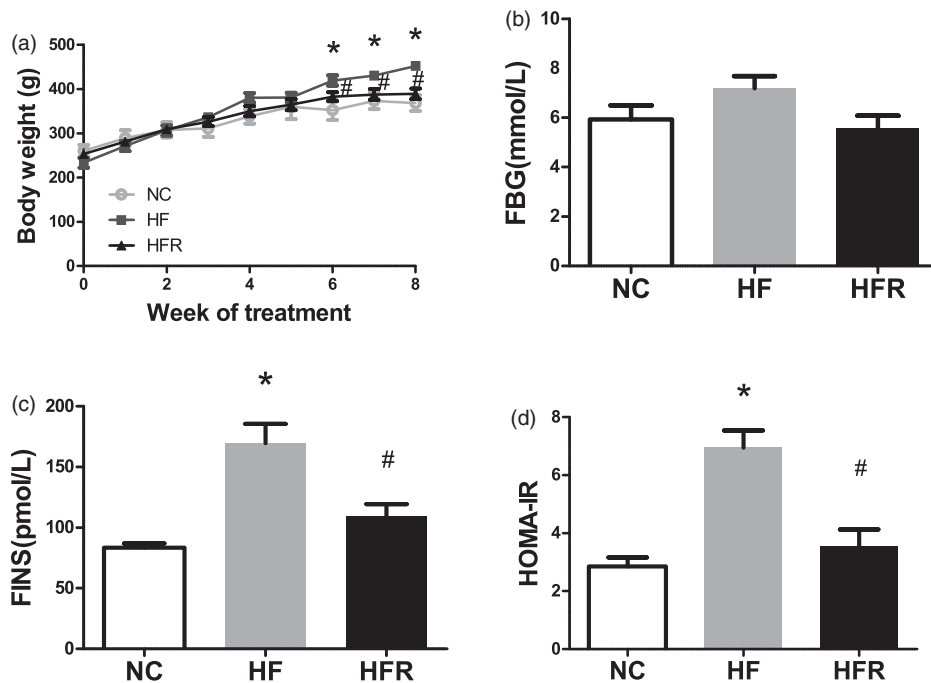 (a)
Body weight (g)
500
400
300
200
100
0
* * *
# # #
NC
HF
HFR
0 2 4 6 8
Week of treatment
(b)
FBG(mmol/L)
10
8
6
4
2
0
NC HF HFR
(c)
FINS(pmol/L)
200
150
100
50
0
*
#
NC HF HFR
(d)
HOMA-IR
8
6
4
2
0
*
#
NC HF HFR